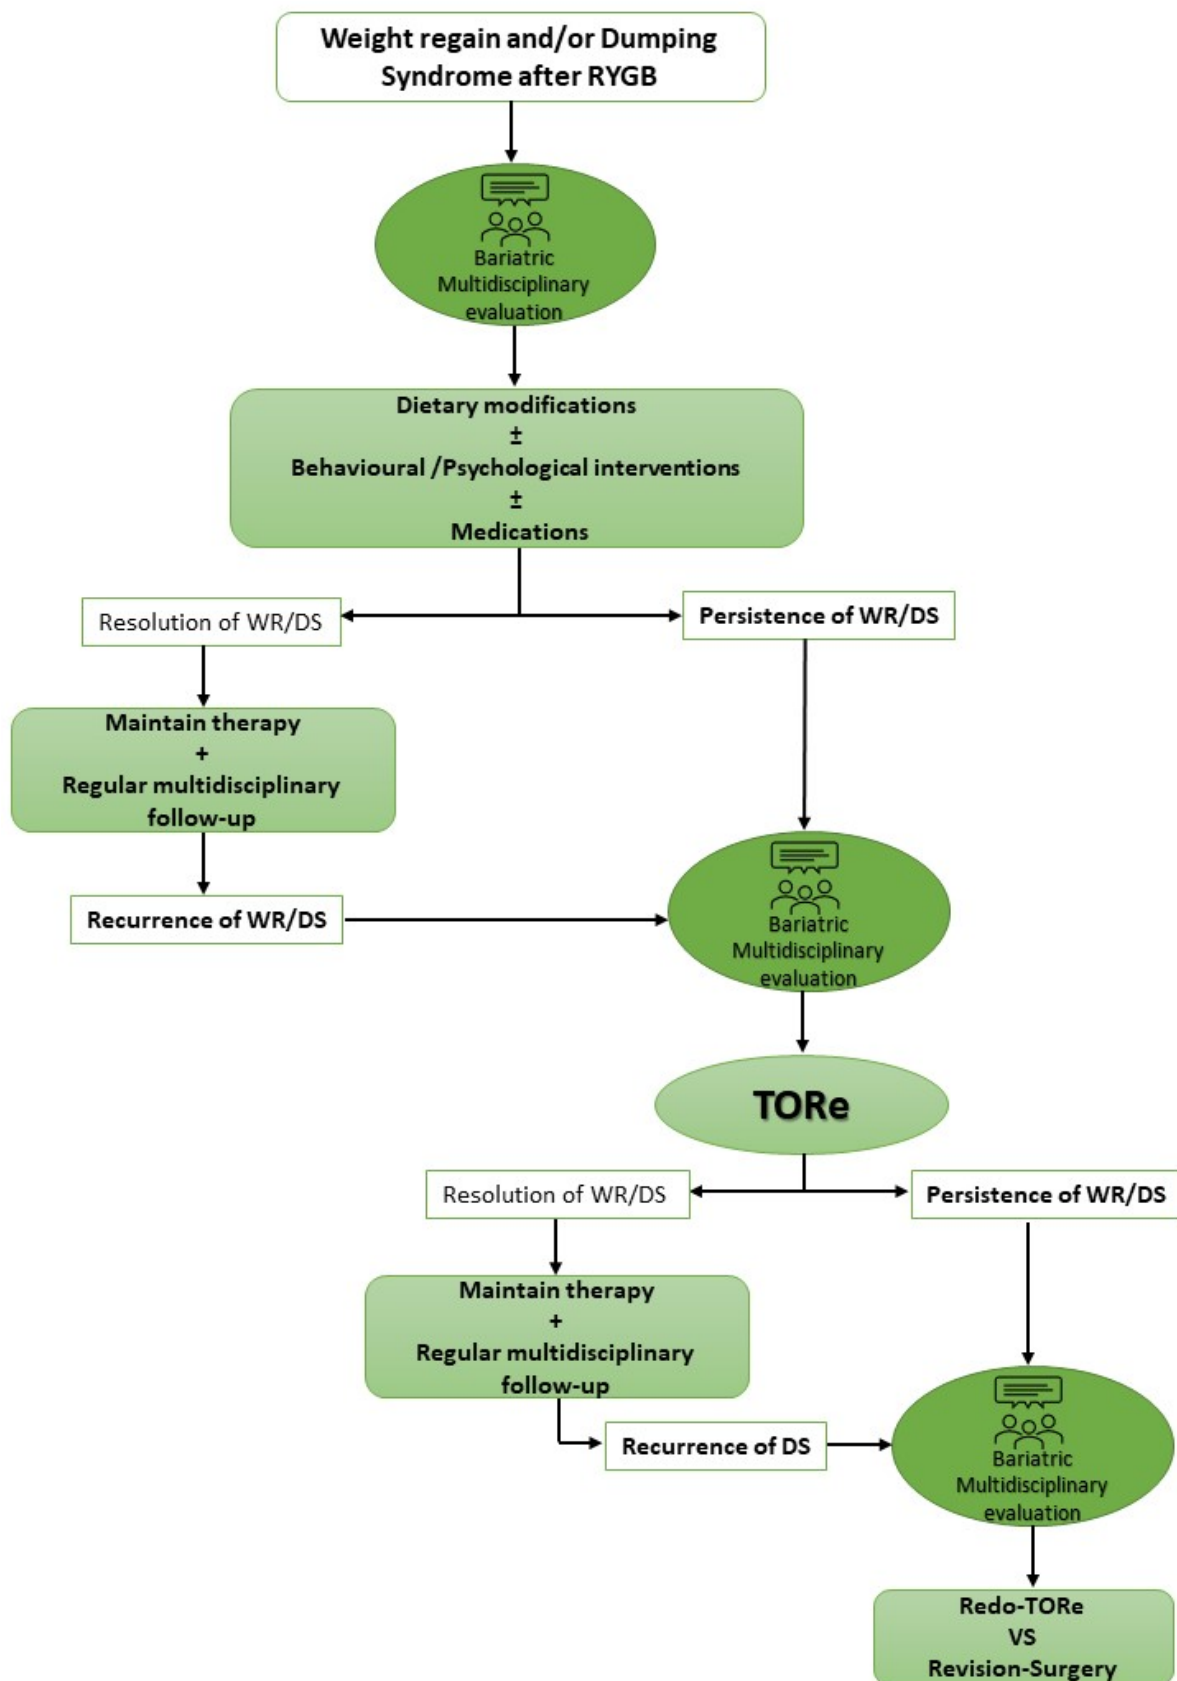 Weight regain and/or Dumping
Syndrome after RYGB
Bariatric
Multidisciplinary
evaluation
Dietary modifications
±
Behavioural /Psychological interventions
±
Medications
Resolution of WR/DS
Persistence of WR/DS
Maintain therapy
+
Regular multidisciplinary
follow-up
Recurrence of WR/DS
Bariatric
Multidisciplinary
evaluation
TORe
Resolution of WR/DS
Persistence of WR/DS
Maintain therapy
+
Regular multidisciplinary
follow-up
Recurrence of DS
Bariatric
Multidisciplinary
evaluation
Redo-TORe
VS
Revision-Surgery